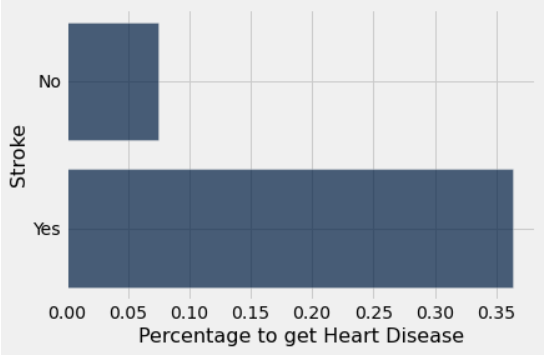 Stroke
No
Yes
0.00 0.05 0.10 0.15 0.20 0.25 0.30 0.35
Percentage to get Heart Disease